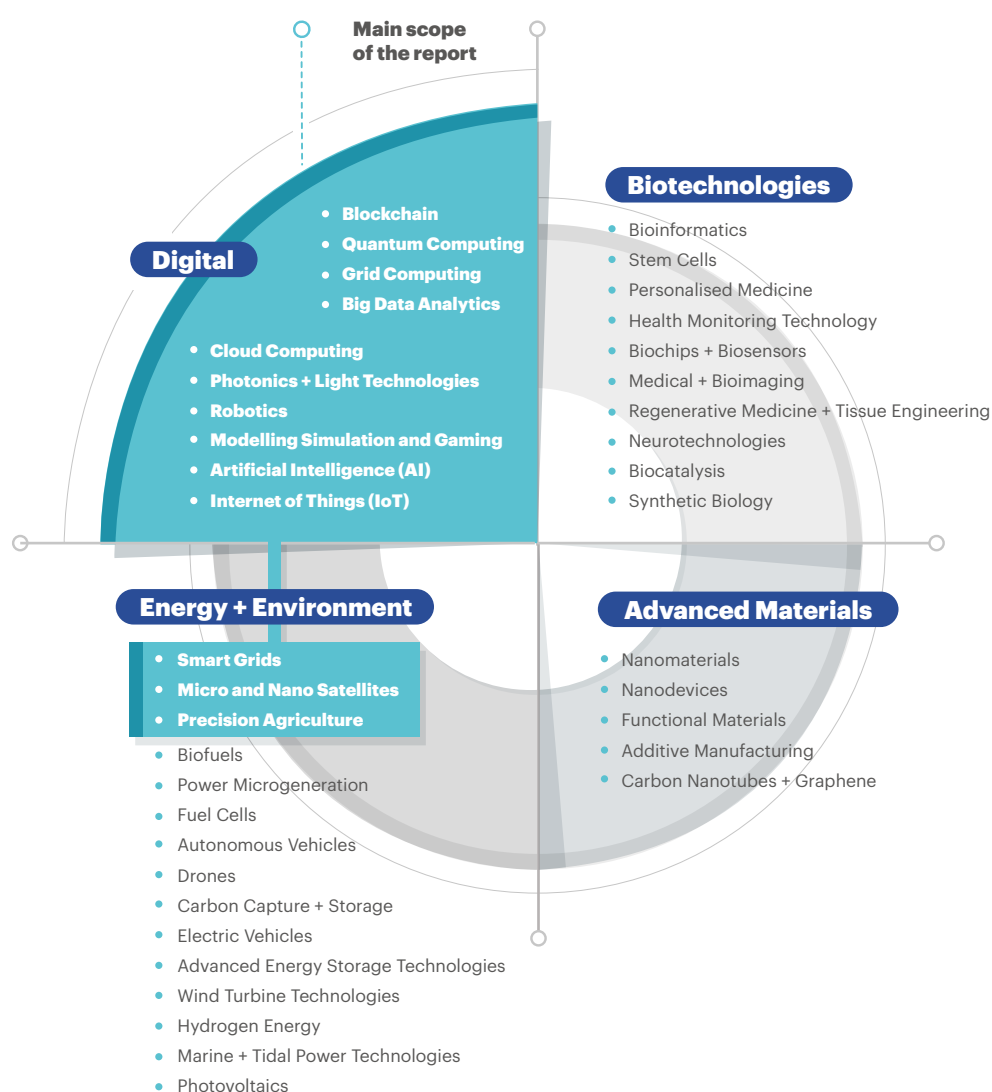 Main scope
of the report
Digital
Blockchain
Quantum Computing
Grid Computing
Big Data Analytics
Cloud Computing
Photonics + Light Technologies
Robotics
Modelling Simulation and Gaming
Artificial Intelligence (AI)
Internet of Things (IoT)
Biotechnologies
Bioinformatics
Stem Cells
Personalised Medicine
Health Monitoring Technology
Biochips + Biosensors
Medical + Bioimaging
Regenerative Medicine + Tissue Engineering
Neurotechnologies
Biocatalysis
Synthetic Biology
Energy + Environment
Smart Grids
Micro and Nano Satellites
Precision Agriculture
Biofuels
Power Microgeneration
Fuel Cells
Autonomous Vehicles
Drones
Carbon Capture + Storage
Electric Vehicles
Advanced Energy Storage Technologies
Wind Turbine Technologies
Hydrogen Energy
Marine + Tidal Power Technologies
Photovoltaics
Advanced Materials
Nanomaterials
Nanodevices
Functional Materials
Additive Manufacturing
Carbon Nanotubes + Graphene